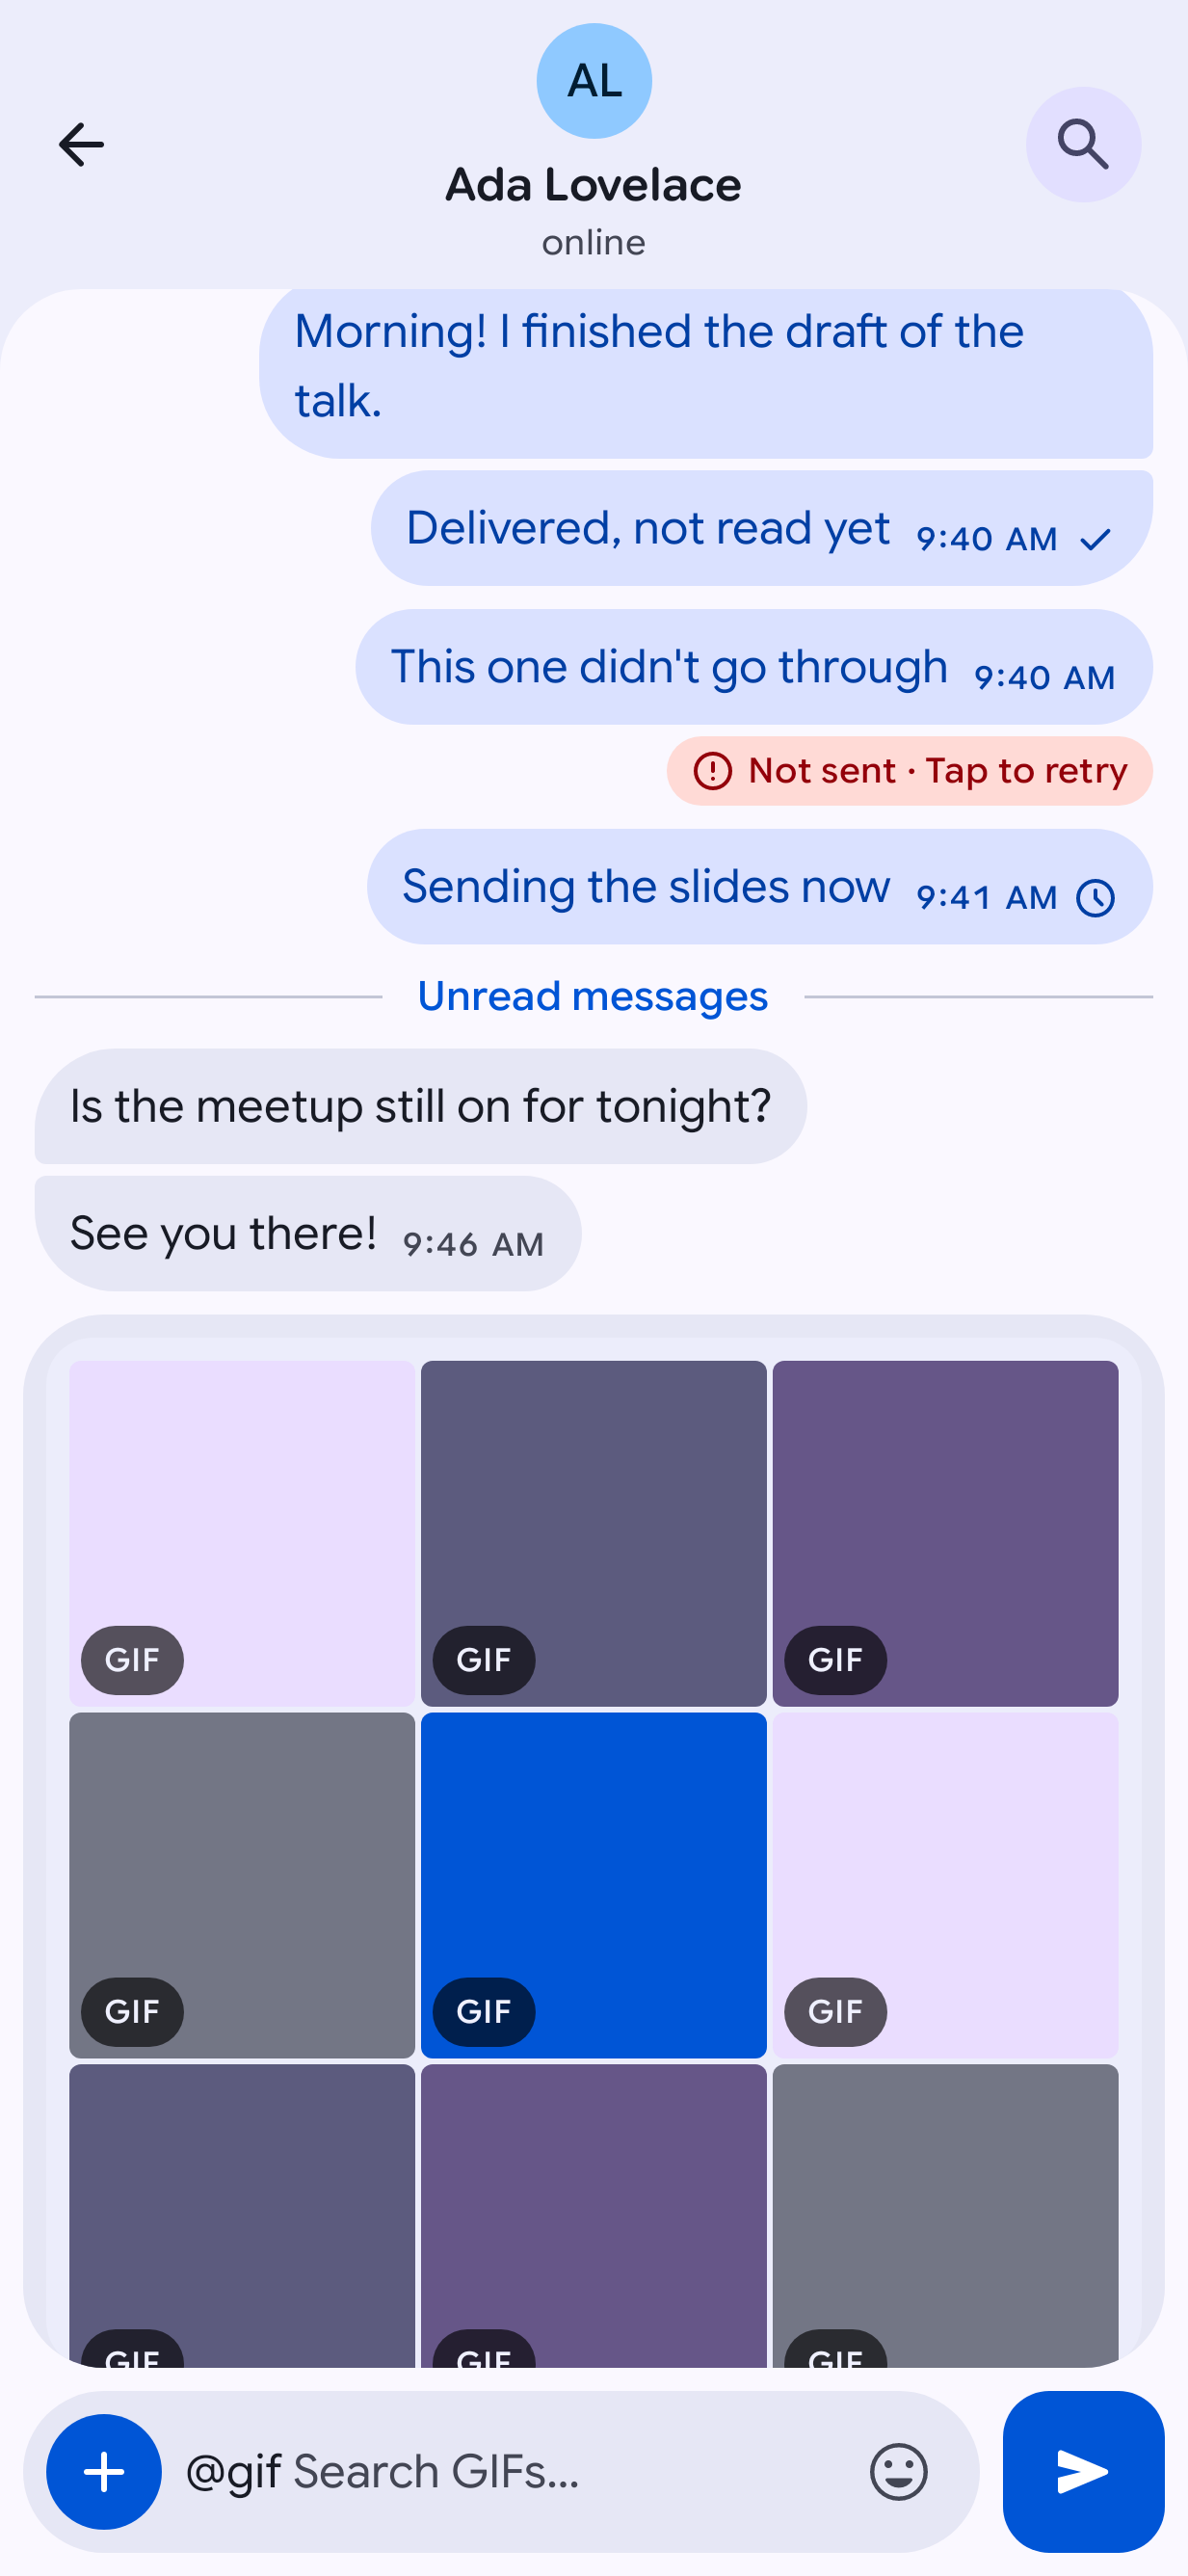 AL
Ada Lovelace
online
Morning! I finished the draft of the
talk.
Delivered, not read yet 9:40 AM
This one didn't go through 9:40 AM
Not sent · Tap to retry
Sending the slides now 9:41 AM
Unread messages
Is the meetup still on for tonight?
See you there! 9:46 AM
GIF GIF GIF
GIF GIF GIF
GIF GIF GIF
@gif Search GIFs...